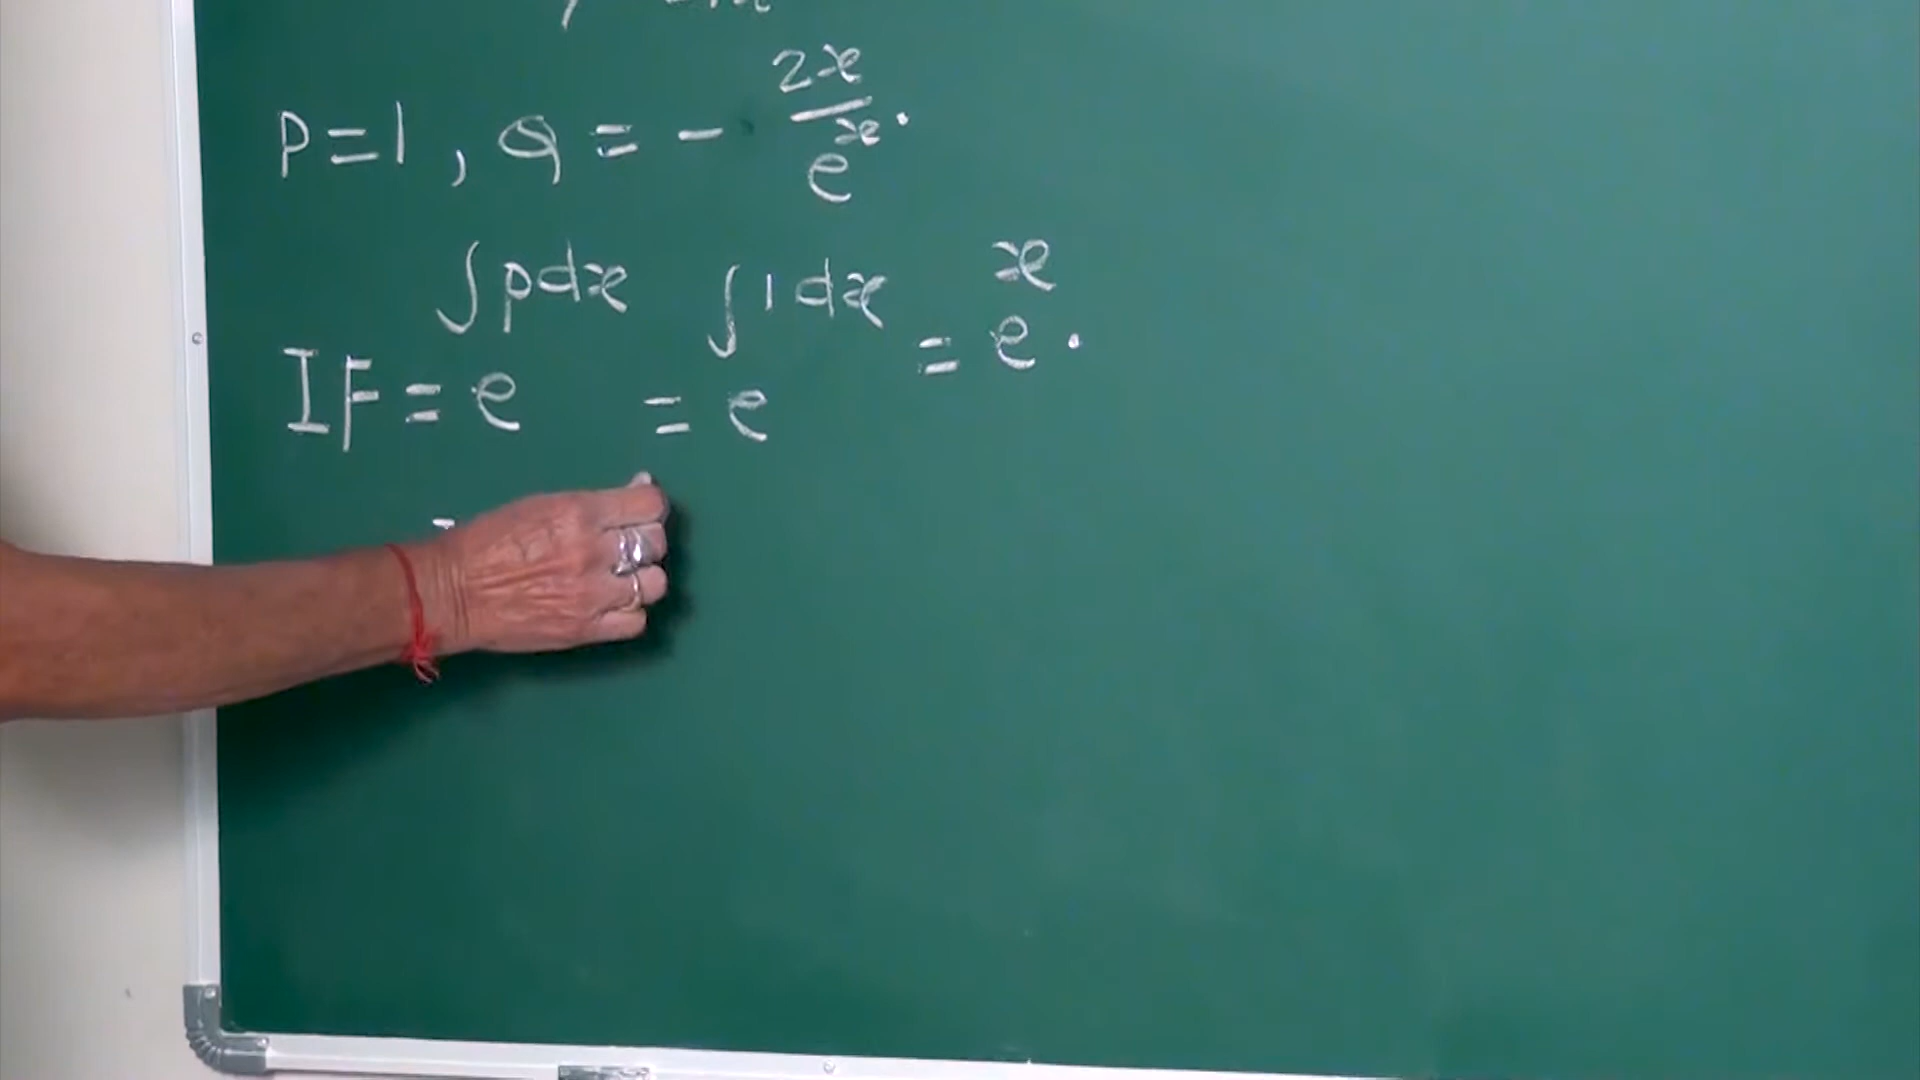 P=1, Q = - 2x/e^x.
IF = e^∫pdx = e^∫1dx = e^x.